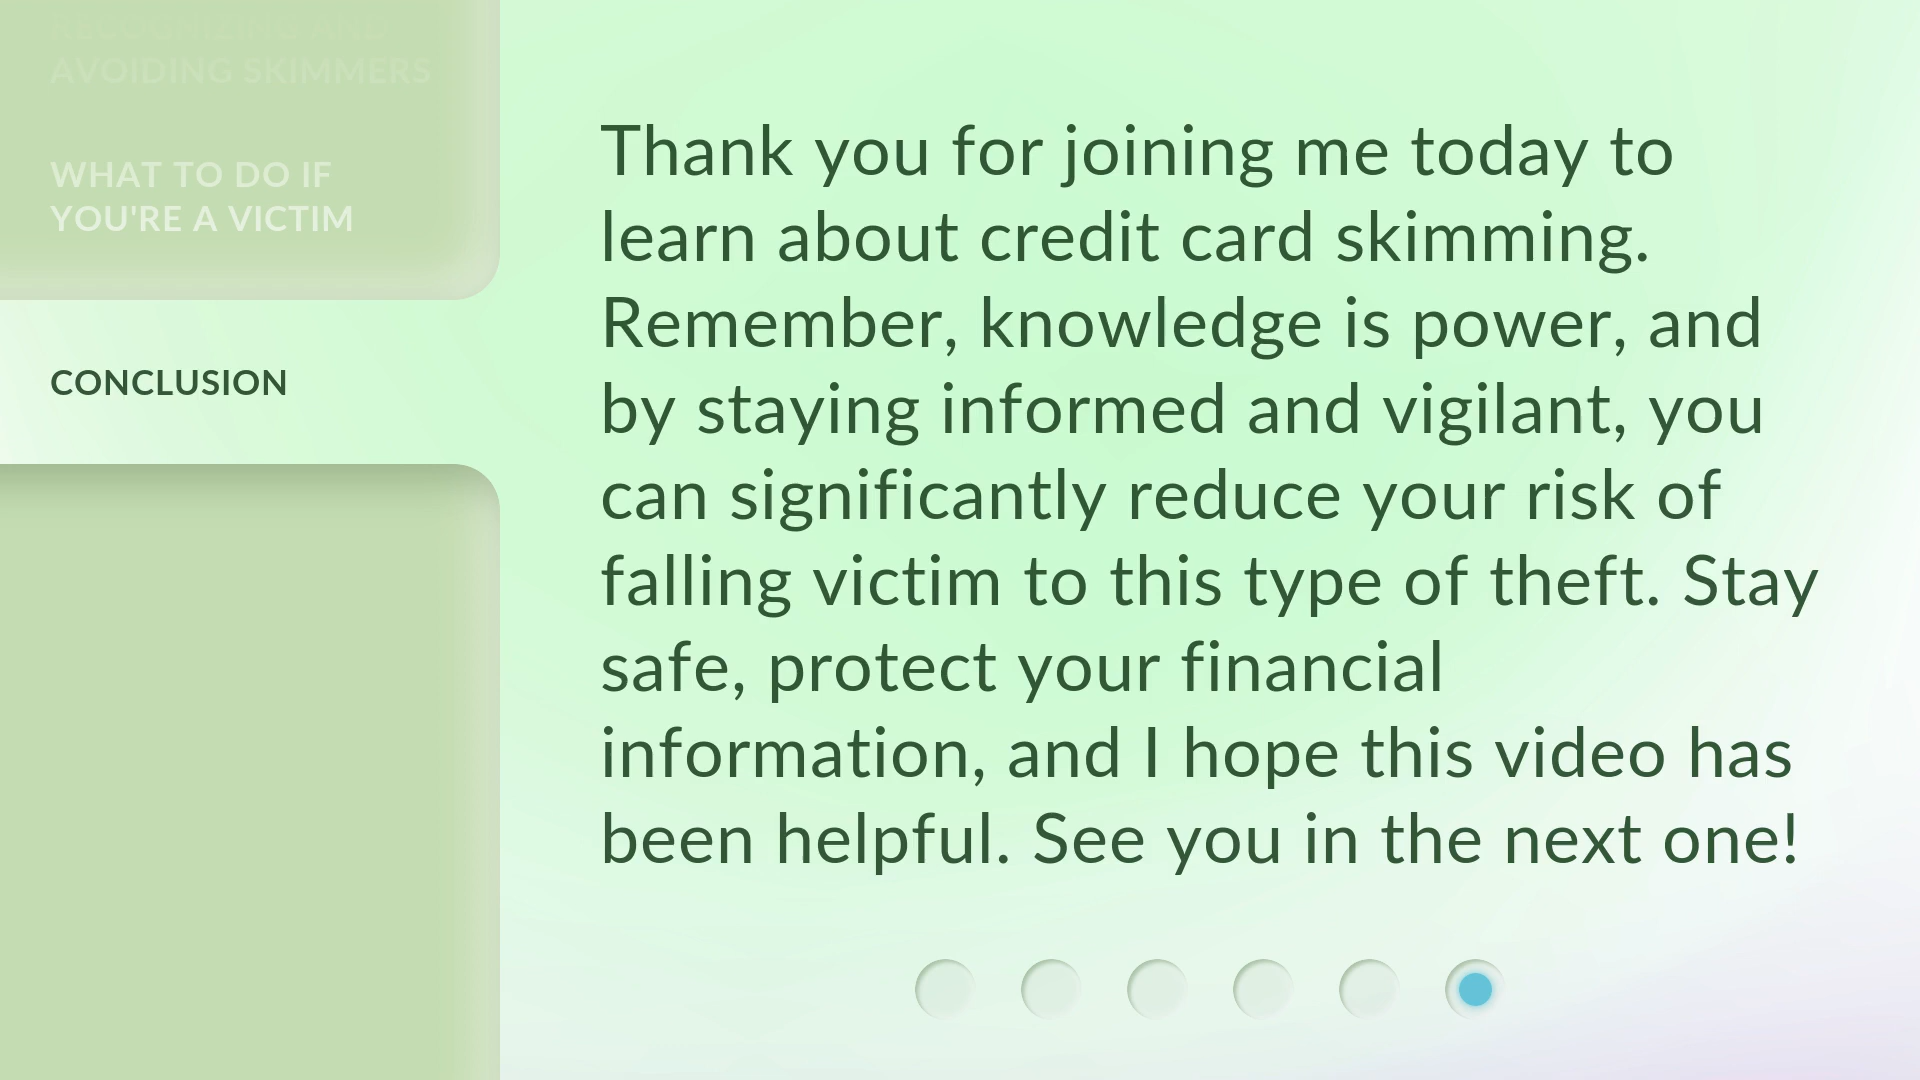 RECOGNIZING AND
AVOIDING SKIMMERS
WHAT TO DO IF
YOU'RE A VICTIM
CONCLUSION
Thank you for joining me today to
learn about credit card skimming.
Remember, knowledge is power, and
by staying informed and vigilant, you
can significantly reduce your risk of
falling victim to this type of theft. Stay
safe, protect your financial
information, and I hope this video has
been helpful. See you in the next one!